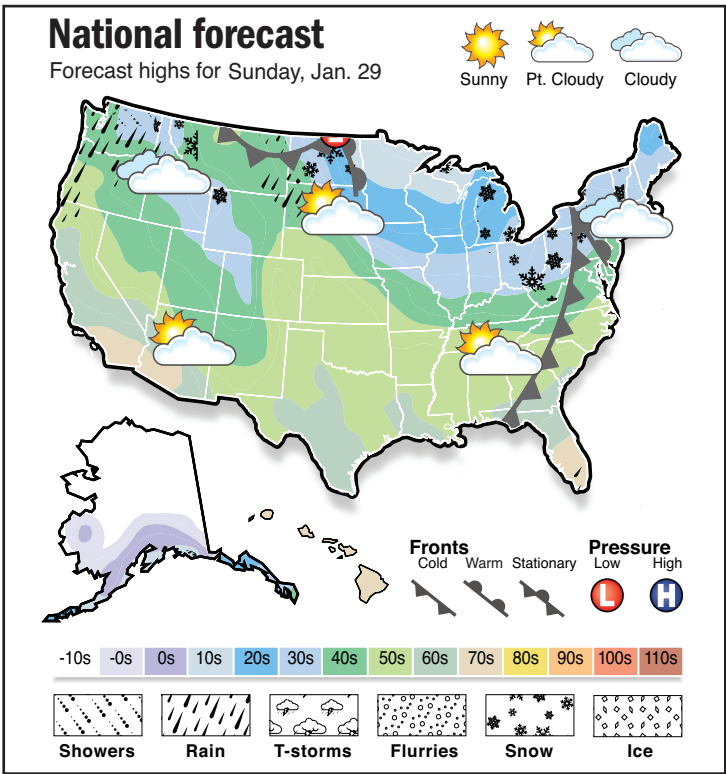 National forecast
Forecast highs for Sunday, Jan. 29
Sunny Pt. Cloudy Cloudy
L
Fronts Pressure
Cold Warm Stationary Low High
L H
-10s -0s 0s 10s 20s 30s 40s 50s 60s 70s 80s 90s 100s 110s
Showers Rain T-storms Flurries Snow Ice